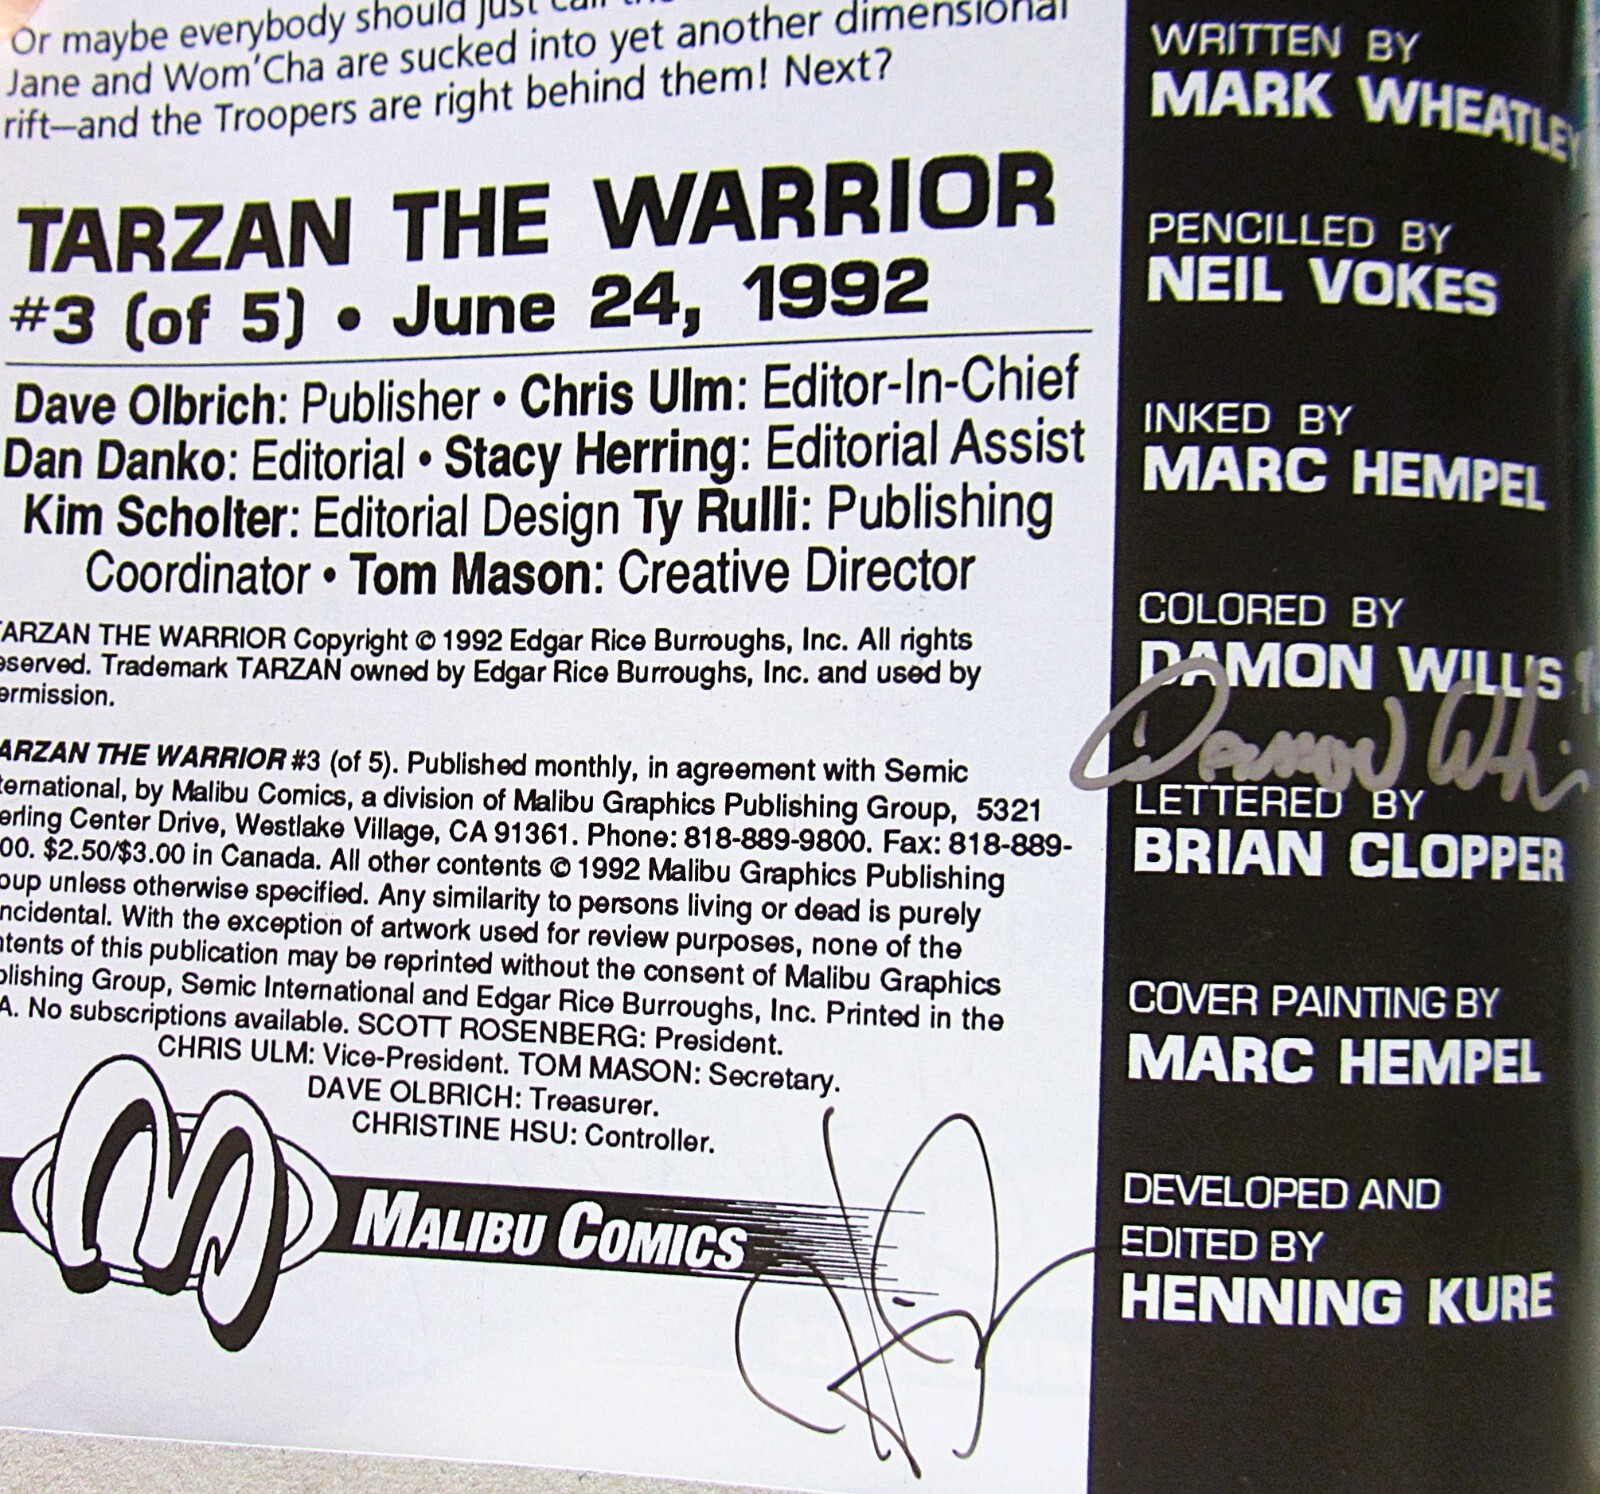 Or maybe everybody should just call
Jane and Wom'Cha are sucked into yet another dimensional
rift—and the Troopers are right behind them! Next?
TARZAN THE WARRIOR
#3 (of 5) • June 24, 1992
Dave Olbrich: Publisher • Chris Ulm: Editor-In-Chief
Dan Danko: Editorial • Stacy Herring: Editorial Assist
Kim Scholter: Editorial Design Ty Rulli: Publishing
Coordinator • Tom Mason: Creative Director
ARZAN THE WARRIOR Copyright © 1992 Edgar Rice Burroughs, Inc. All rights
eserved. Trademark TARZAN owned by Edgar Rice Burroughs, Inc. and used by
ermission.
ARZAN THE WARRIOR #3 (of 5). Published monthly, in agreement with Semic
ternational, by Malibu Comics, a division of Malibu Graphics Publishing Group, 5321
erling Center Drive, Westlake Village, CA 91361. Phone: 818-889-9800. Fax: 818-889-
00. $2.50/$3.00 in Canada. All other contents © 1992 Malibu Graphics Publishing
oup unless otherwise specified. Any similarity to persons living or dead is purely
ncidental. With the exception of artwork used for review purposes, none of the
ntents of this publication may be reprinted without the consent of Malibu Graphics
blishing Group, Semic International and Edgar Rice Burroughs, Inc. Printed in the
A. No subscriptions available. SCOTT ROSENBERG: President.
CHRIS ULM: Vice-President. TOM MASON: Secretary.
DAVE OLBRICH: Treasurer.
CHRISTINE HSU: Controller.
MALIBU COMICS
WRITTEN BY
MARK WHEATLEY
PENCILLED BY
NEIL VOKES
INKED BY
MARC HEMPEL
COLORED BY
DAMON WILLIS
Damon Willis
LETTERED BY
BRIAN CLOPPER
COVER PAINTING BY
MARC HEMPEL
DEVELOPED AND
EDITED BY
HENNING KURE